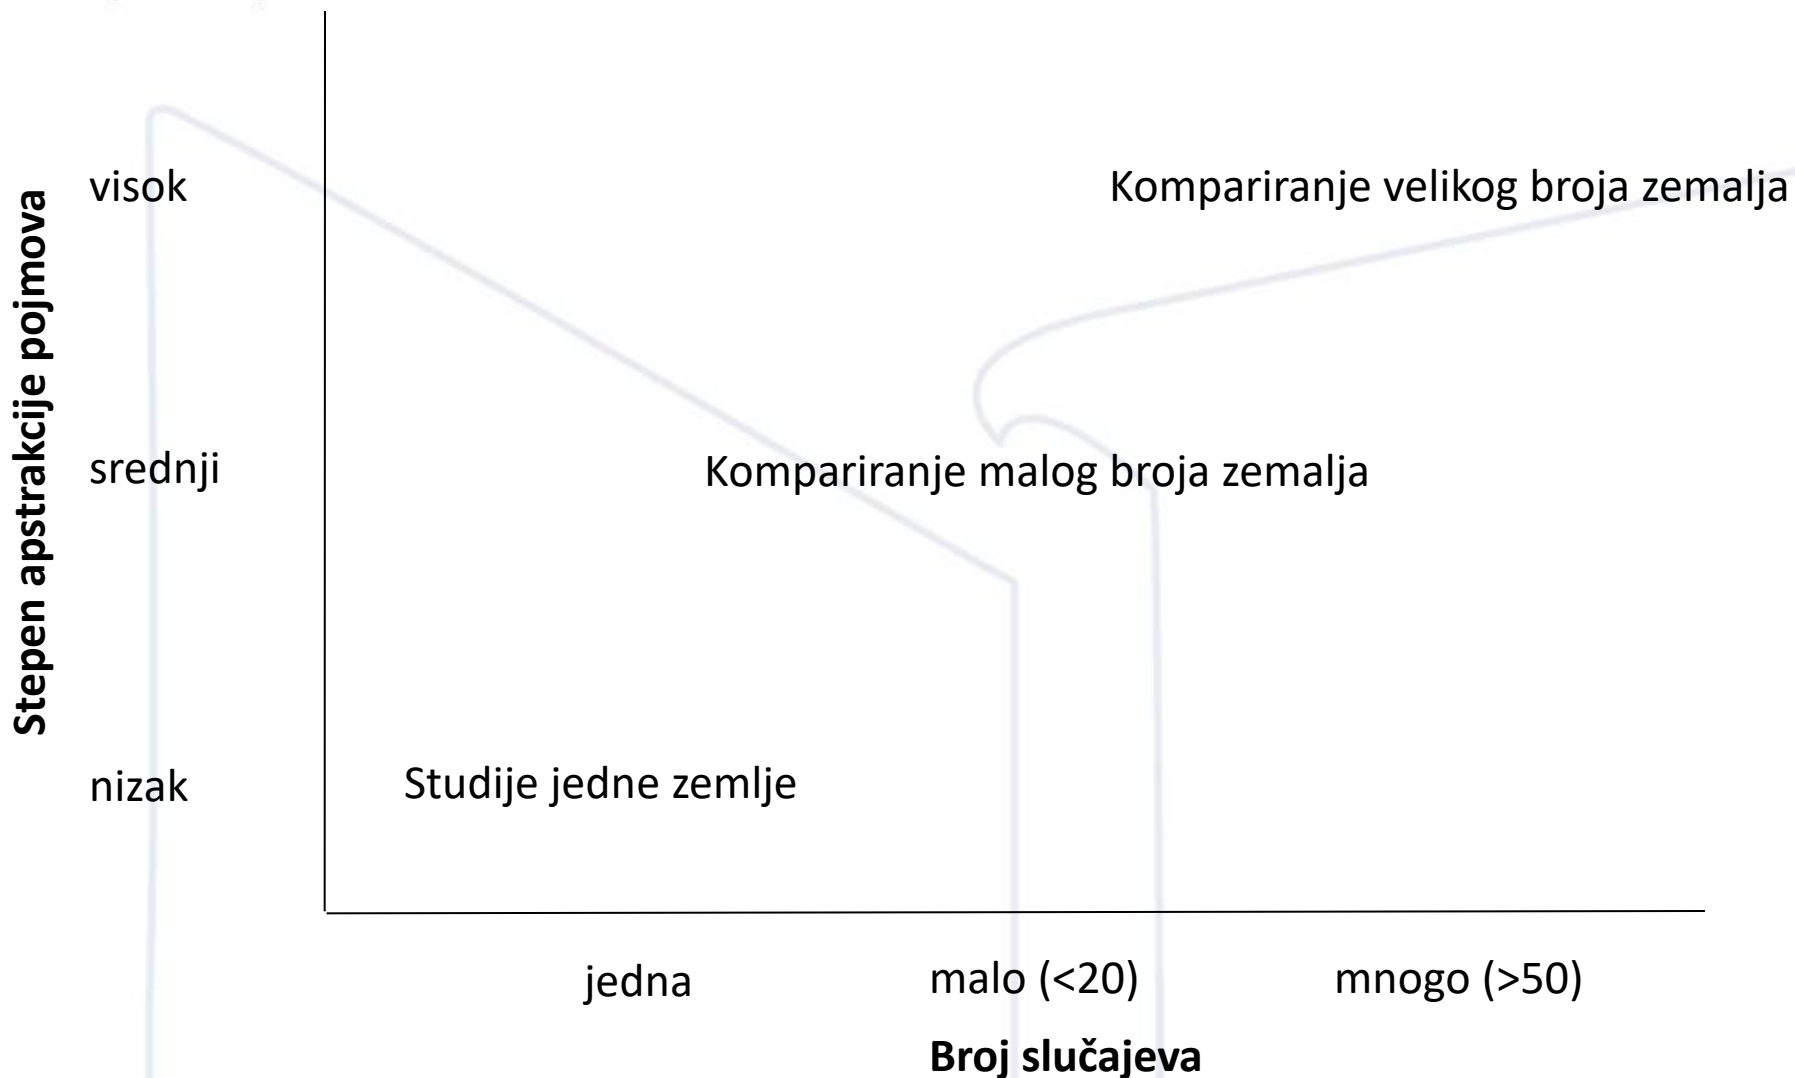 Stepen apstrakcije pojmova
visok
Kompariranje velikog broja zemalja
srednji
Kompariranje malog broja zemalja
nizak
Studije jedne zemlje
jedna
malo (<20)
mnogo (>50)
Broj slučajeva